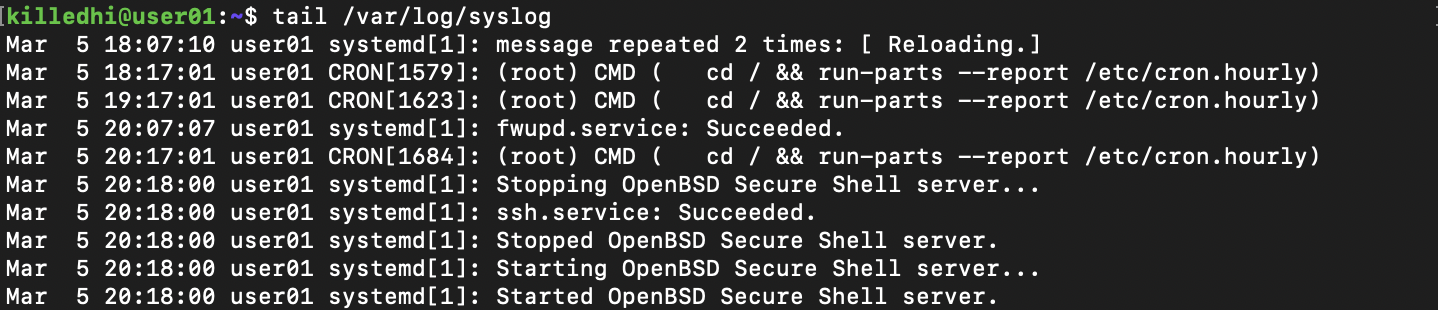 [killedhi@user01:~$ tail /var/log/syslog
Mar  5 18:07:10 user01 systemd[1]: message repeated 2 times: [ Reloading.]
Mar  5 18:17:01 user01 CRON[1579]: (root) CMD (   cd / && run-parts --report /etc/cron.hourly)
Mar  5 19:17:01 user01 CRON[1623]: (root) CMD (   cd / && run-parts --report /etc/cron.hourly)
Mar  5 20:07:07 user01 systemd[1]: fwupd.service: Succeeded.
Mar  5 20:17:01 user01 CRON[1684]: (root) CMD (   cd / && run-parts --report /etc/cron.hourly)
Mar  5 20:18:00 user01 systemd[1]: Stopping OpenBSD Secure Shell server...
Mar  5 20:18:00 user01 systemd[1]: ssh.service: Succeeded.
Mar  5 20:18:00 user01 systemd[1]: Stopped OpenBSD Secure Shell server.
Mar  5 20:18:00 user01 systemd[1]: Starting OpenBSD Secure Shell server...
Mar  5 20:18:00 user01 systemd[1]: Started OpenBSD Secure Shell server.